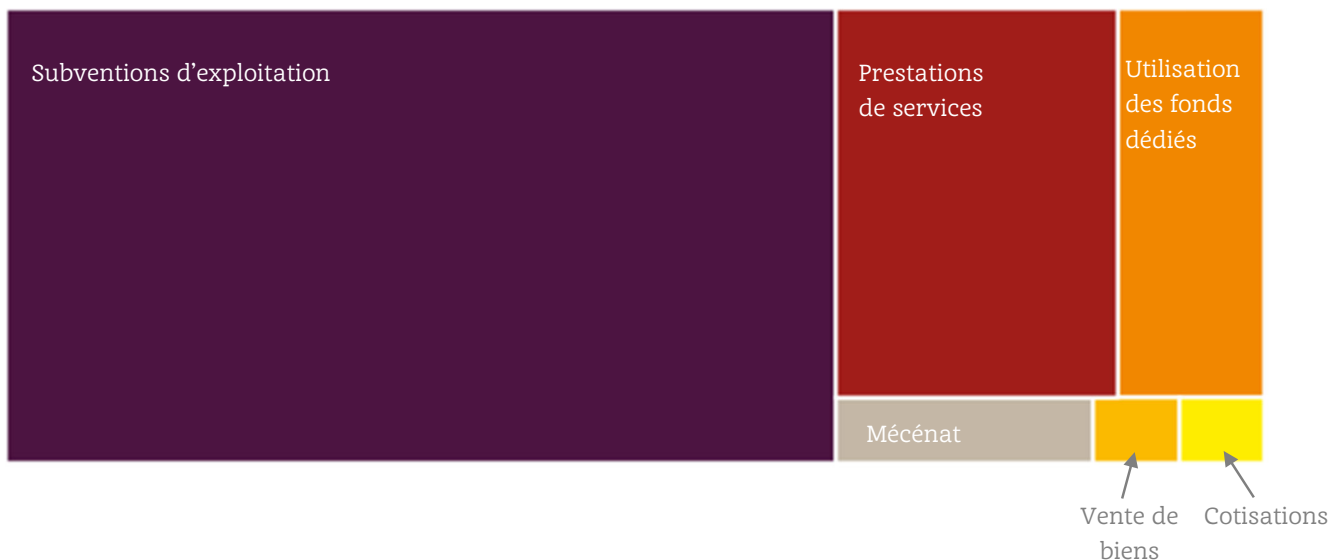 Subventions d’exploitation
Prestations
de services
Utilisation
des fonds
dédiés
Mécénat
Vente de
biens
Cotisations